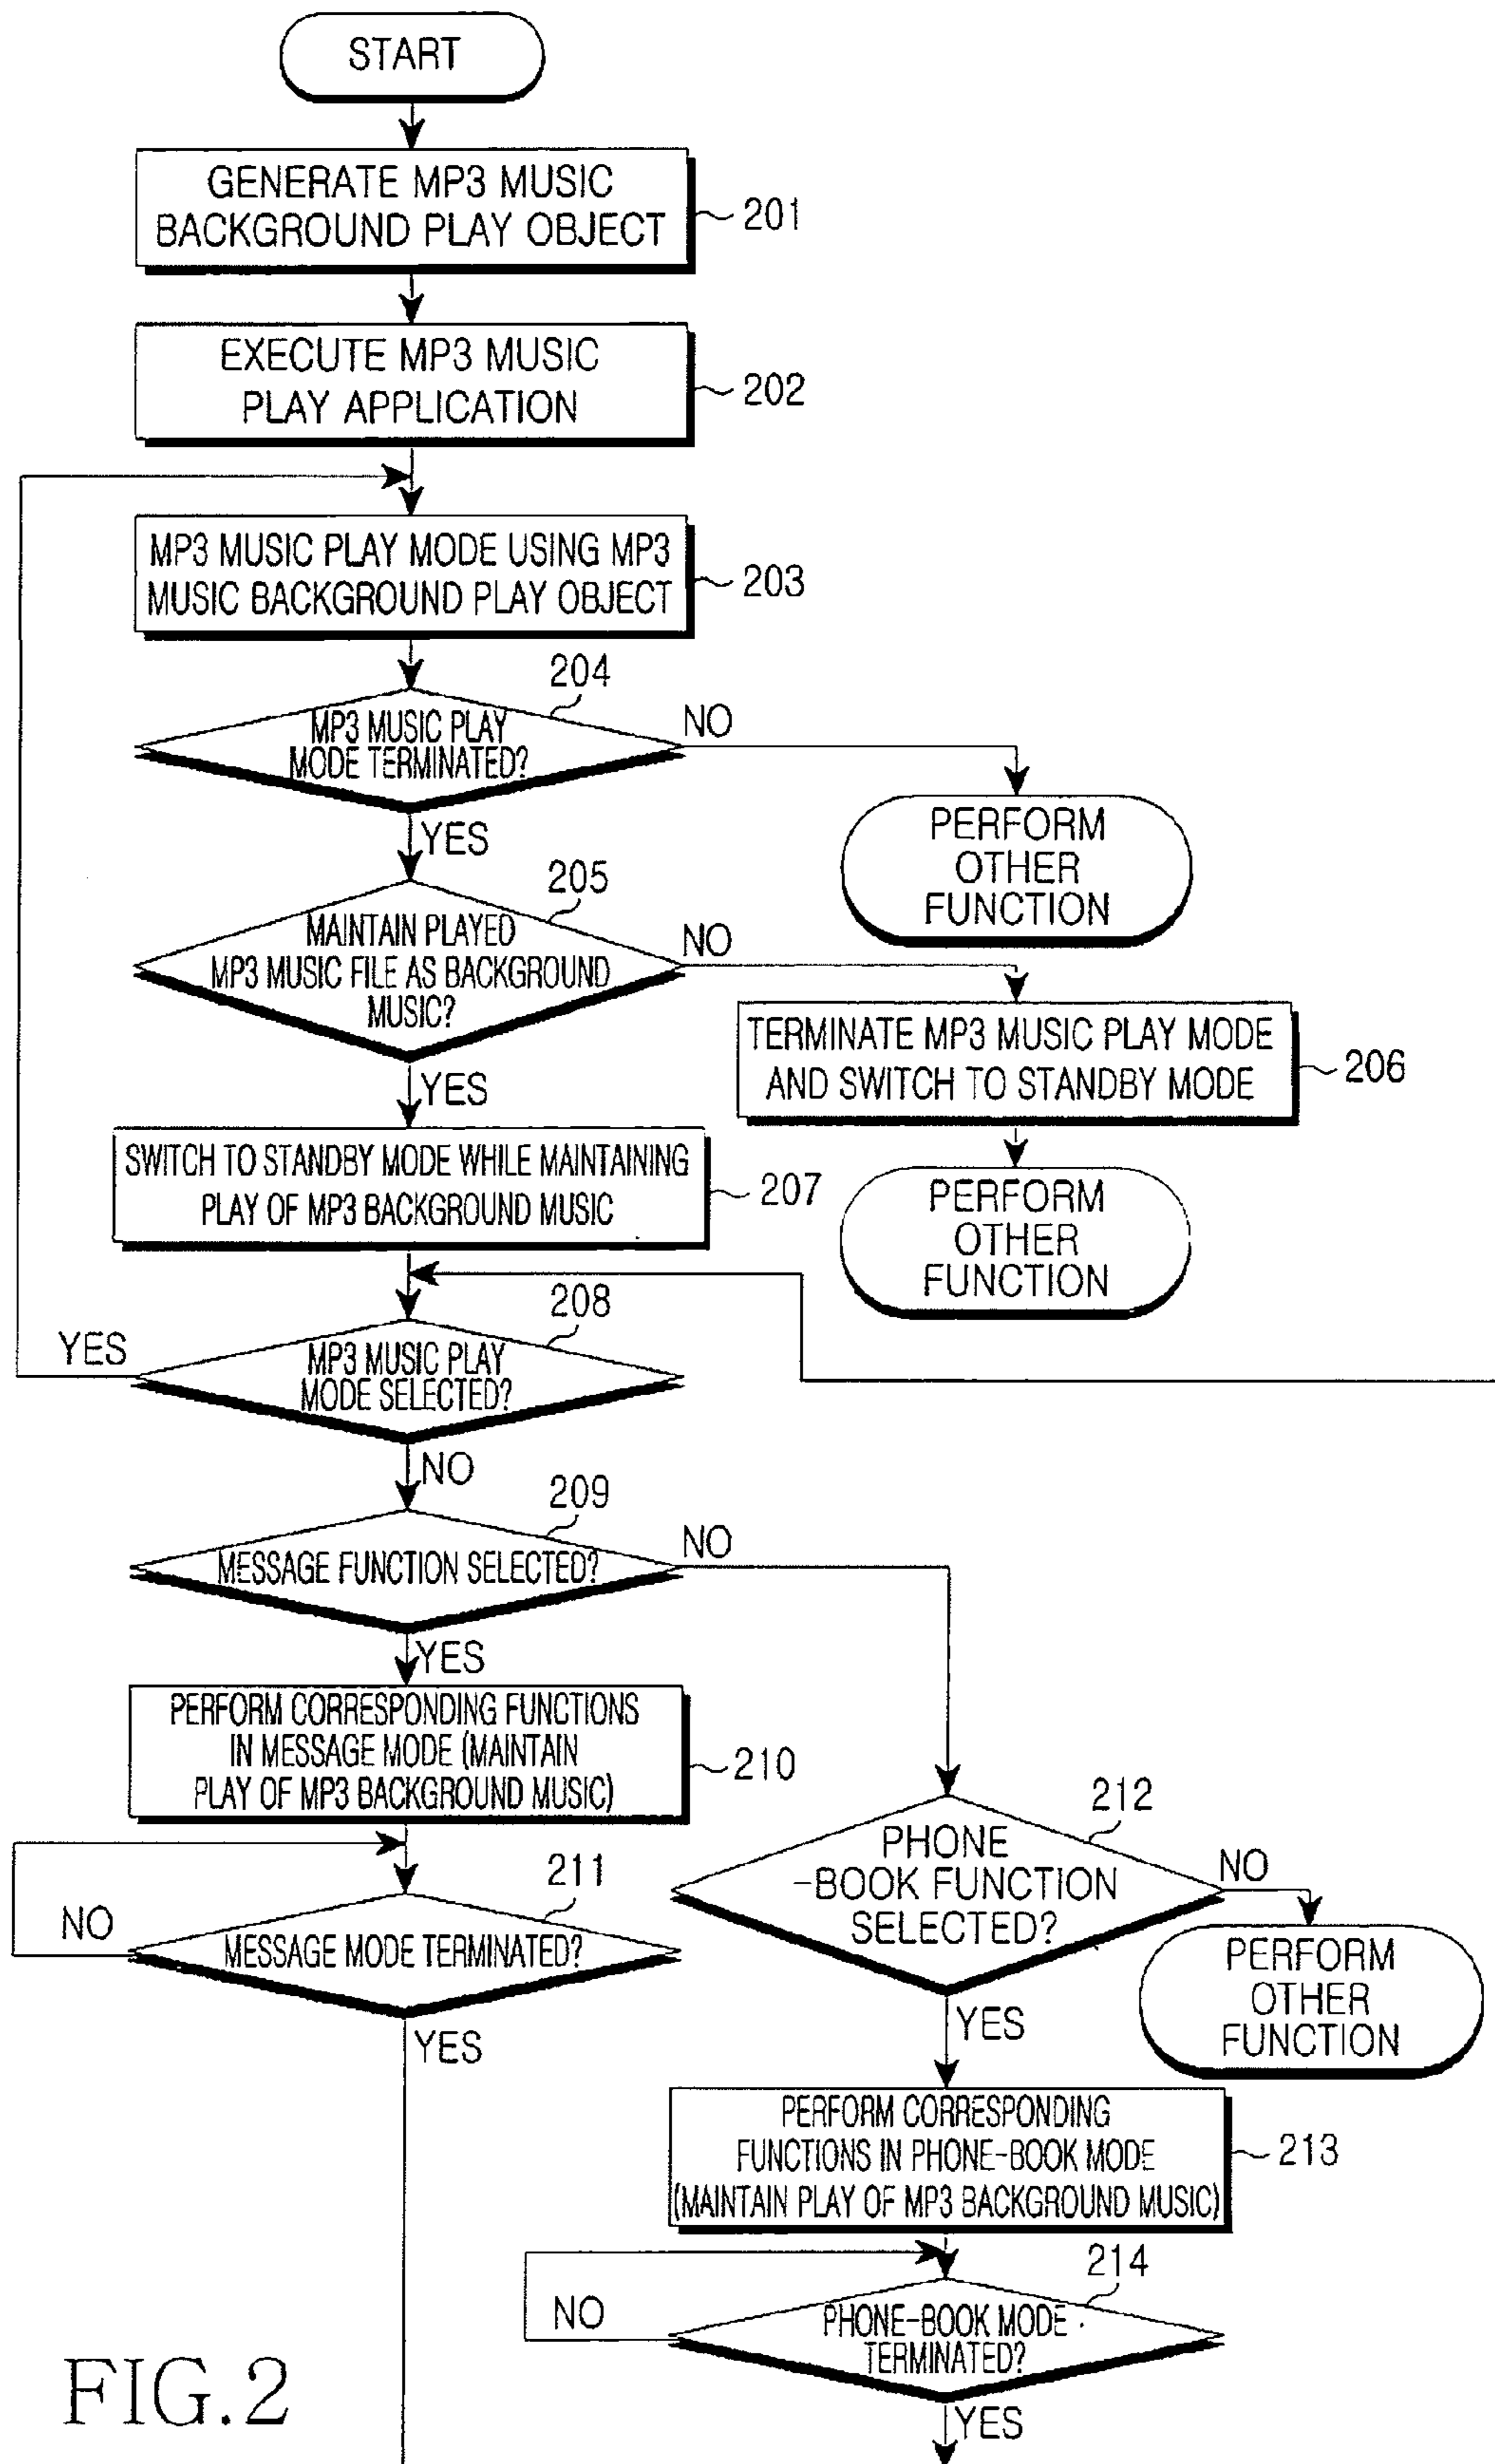 START
GENERATE MP3 MUSIC
BACKGROUND PLAY OBJECT
201
EXECUTE MP3 MUSIC
PLAY APPLICATION
202
MP3 MUSIC PLAY MODE USING MP3
MUSIC BACKGROUND PLAY OBJECT
203
204
MP3 MUSIC PLAY
MODE TERMINATED?
NO
PERFORM
OTHER
FUNCTION
YES
205
MAINTAIN PLAYED
MP3 MUSIC FILE AS BACKGROUND
MUSIC?
NO
TERMINATE MP3 MUSIC PLAY MODE
AND SWITCH TO STANDBY MODE
206
PERFORM
OTHER
FUNCTION
YES
SWITCH TO STANDBY MODE WHILE MAINTAINING
PLAY OF MP3 BACKGROUND MUSIC
207
208
YES
MP3 MUSIC PLAY
MODE SELECTED?
NO
209
MESSAGE FUNCTION SELECTED?
NO
YES
PERFORM CORRESPONDING FUNCTIONS
IN MESSAGE MODE (MAINTAIN
PLAY OF MP3 BACKGROUND MUSIC)
210
211
NO
MESSAGE MODE TERMINATED?
YES
212
PHONE
-BOOK FUNCTION
SELECTED?
NO
PERFORM
OTHER
FUNCTION
YES
PERFORM CORRESPONDING
FUNCTIONS IN PHONE-BOOK MODE
(MAINTAIN PLAY OF MP3 BACKGROUND MUSIC)
213
214
NO
PHONE-BOOK MODE
TERMINATED?
YES
FIG.2